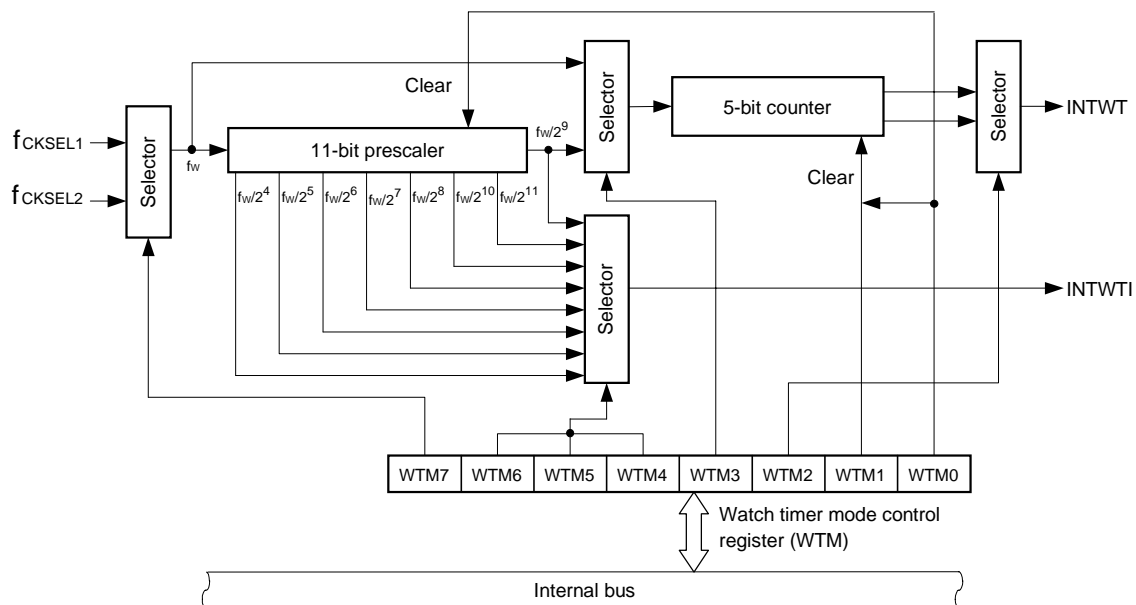 Clear
fCKSEL1
fCKSEL2
Selector
fW
11-bit prescaler
fW/2^9
Selector
5-bit counter
Selector
INTWT
Clear
fW/2^4
fW/2^5
fW/2^6
fW/2^7
fW/2^8
fW/2^10
fW/2^11
Selector
INTWTI
WTM7 WTM6 WTM5 WTM4 WTM3 WTM2 WTM1 WTM0
Watch timer mode control
register (WTM)
Internal bus